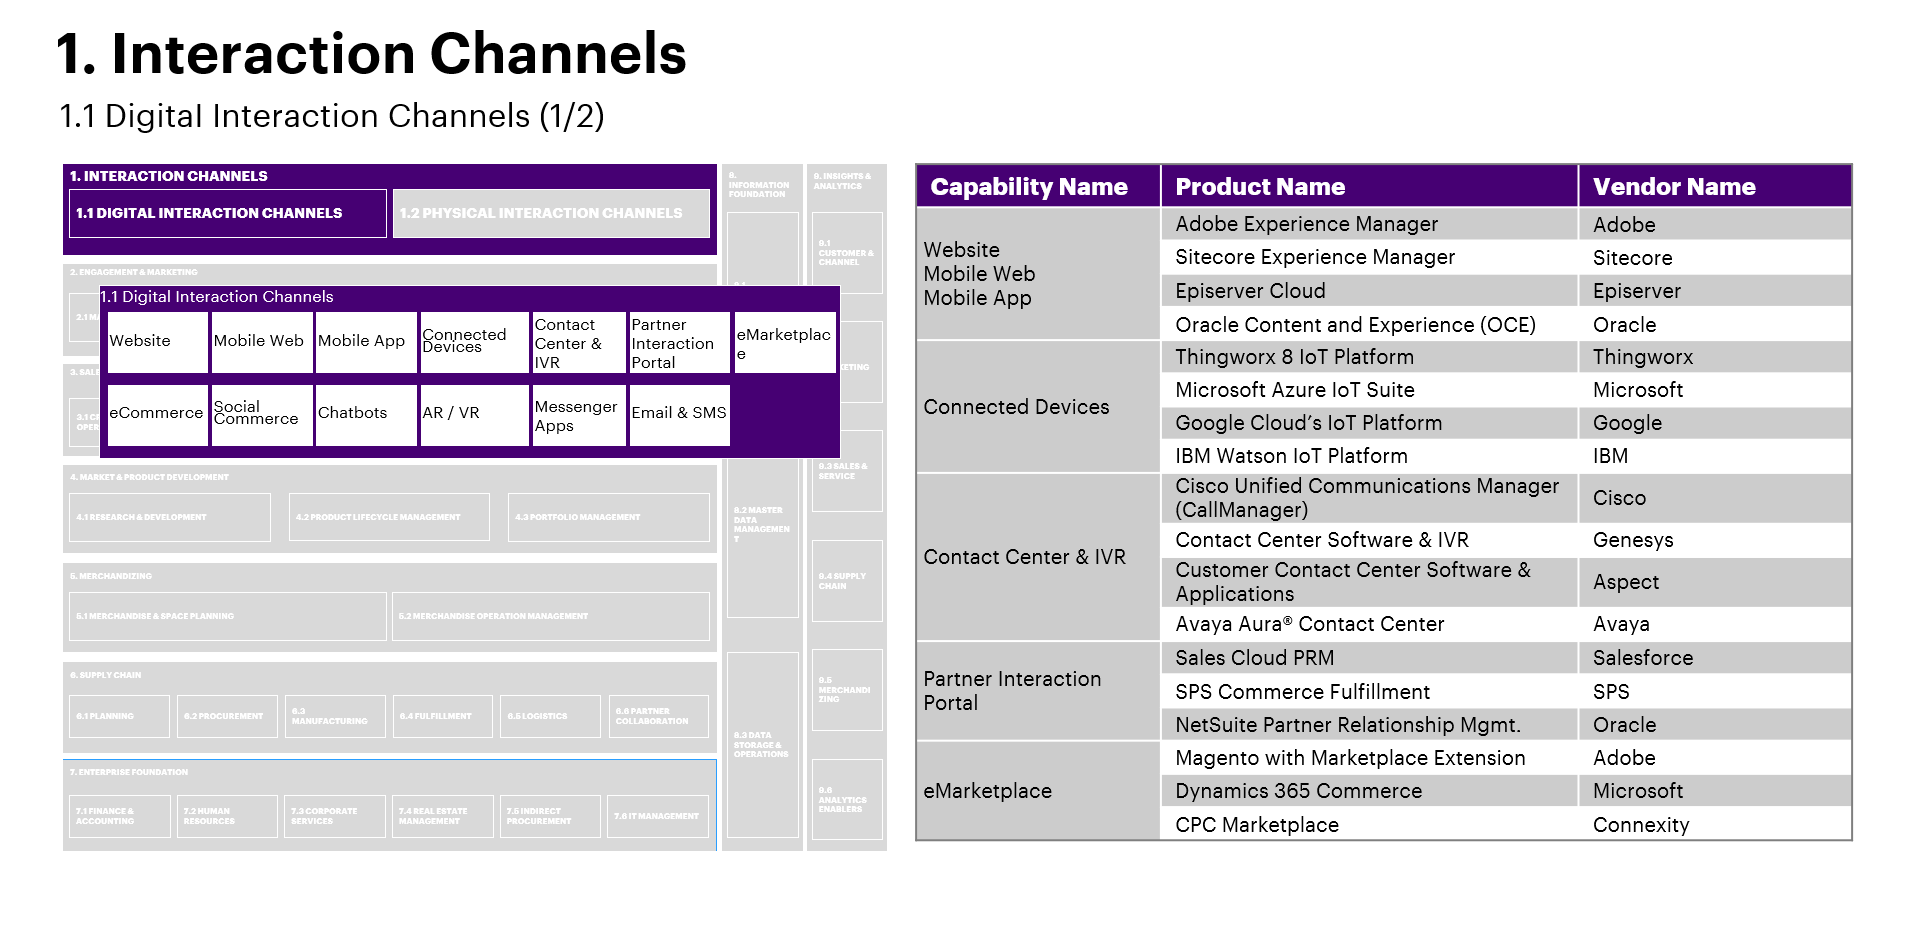 1. Interaction Channels
1.1 Digital Interaction Channels (1/2)
1. INTERACTION CHANNELS
1.1 DIGITAL INTERACTION CHANNELS
1.2 PHYSICAL INTERACTION CHANNELS
2. ENGAGEMENT & MARKETING
1.1 Digital Interaction Channels
Website
Mobile Web
Mobile App
Connected
Devices
Contact
Center &
IVR
Partner
Interaction
Portal
eMarketplac
e
eCommerce
Social
Commerce
Chatbots
AR / VR
Messenger
Apps
Email & SMS
4. MARKET & PRODUCT DEVELOPMENT
4.1 RESEARCH & DEVELOPMENT
4.2 PRODUCT LIFECYCLE MANAGEMENT
4.3 PORTFOLIO MANAGEMENT
5. MERCHANDIZING
5.1 MERCHANDISE & SPACE PLANNING
5.2 MERCHANDISE OPERATION MANAGEMENT
6. SUPPLY CHAIN
6.1 PLANNING
6.2 PROCUREMENT
6.3
MANUFACTURING
6.4 FULFILLMENT
6.5 LOGISTICS
6.6 PARTNER
COLLABORATION
7. ENTERPRISE FOUNDATION
7.1 FINANCE &
ACCOUNTING
7.2 HUMAN
RESOURCES
7.3 CORPORATE
SERVICES
7.4 REAL ESTATE
MANAGEMENT
7.5 INDIRECT
PROCUREMENT
7.6 IT MANAGEMENT
8.
INFORMATION
FOUNDATION
8.2 MASTER
DATA
MANAGEMEN
T
8.3 DATA
STORAGE &
OPERATIONS
9. INSIGHTS &
ANALYTICS
9.1
CUSTOMER &
CHANNEL
9.3 SALES &
SERVICE
9.4 SUPPLY
CHAIN
9.5
MERCHANDI
ZING
9.6
ANALYTICS
ENABLERS
Capability Name Product Name Vendor Name
Website
Mobile Web
Mobile App
Adobe Experience Manager Adobe
Sitecore Experience Manager Sitecore
Episerver Cloud Episerver
Oracle Content and Experience (OCE) Oracle
Connected Devices
Thingworx 8 IoT Platform Thingworx
Microsoft Azure IoT Suite Microsoft
Google Cloud’s IoT Platform Google
IBM Watson IoT Platform IBM
Contact Center & IVR
Cisco Unified Communications Manager
(CallManager)
Cisco
Contact Center Software & IVR Genesys
Customer Contact Center Software &
Applications
Aspect
Avaya Aura® Contact Center Avaya
Partner Interaction
Portal
Sales Cloud PRM Salesforce
SPS Commerce Fulfillment SPS
NetSuite Partner Relationship Mgmt. Oracle
eMarketplace
Magento with Marketplace Extension Adobe
Dynamics 365 Commerce Microsoft
CPC Marketplace Connexity